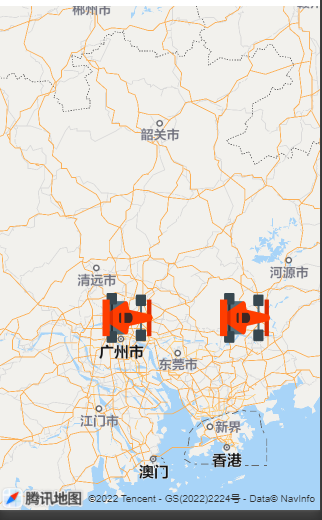 郴州市
韶关市
清远市
河源市
广州市
东莞市
江门市
新界
香港
澳门
腾讯地图 ©2022 Tencent - GS(2022)2224号 - Data© NavInfo